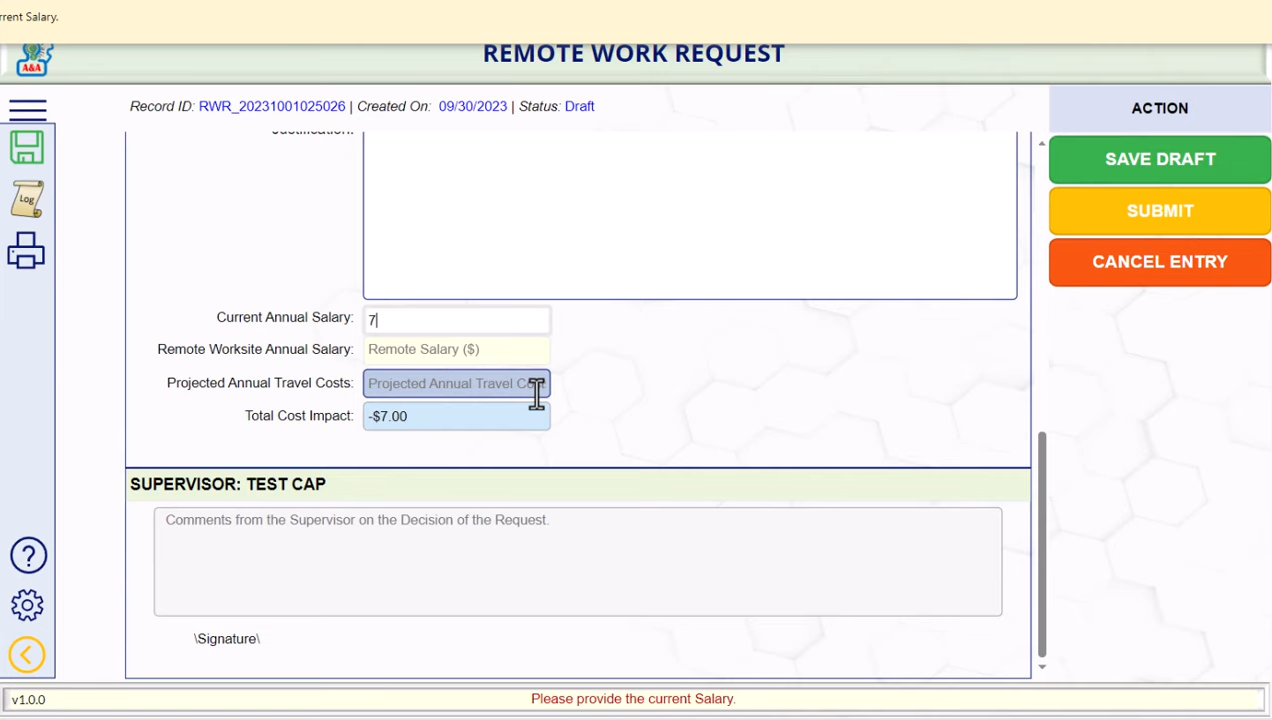 rrent Salary.
A&A
REMOTE WORK REQUEST
Record ID: RWR_20231001025026 | Created On: 09/30/2023 | Status: Draft
ACTION
Justification:
SAVE DRAFT
Log
SUBMIT
CANCEL ENTRY
Current Annual Salary: 7
Remote Worksite Annual Salary: Remote Salary ($)
Projected Annual Travel Costs: Projected Annual Travel Cost
Total Cost Impact: -$7.00
SUPERVISOR: TEST CAP
Comments from the Supervisor on the Decision of the Request.
?
\Signature\
v1.0.0
Please provide the current Salary.